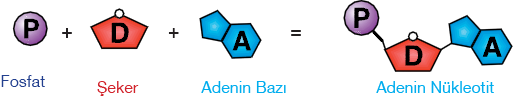 P + D + A = P D A
Fosfat Şeker Adenin Bazı Adenin Nükleotit